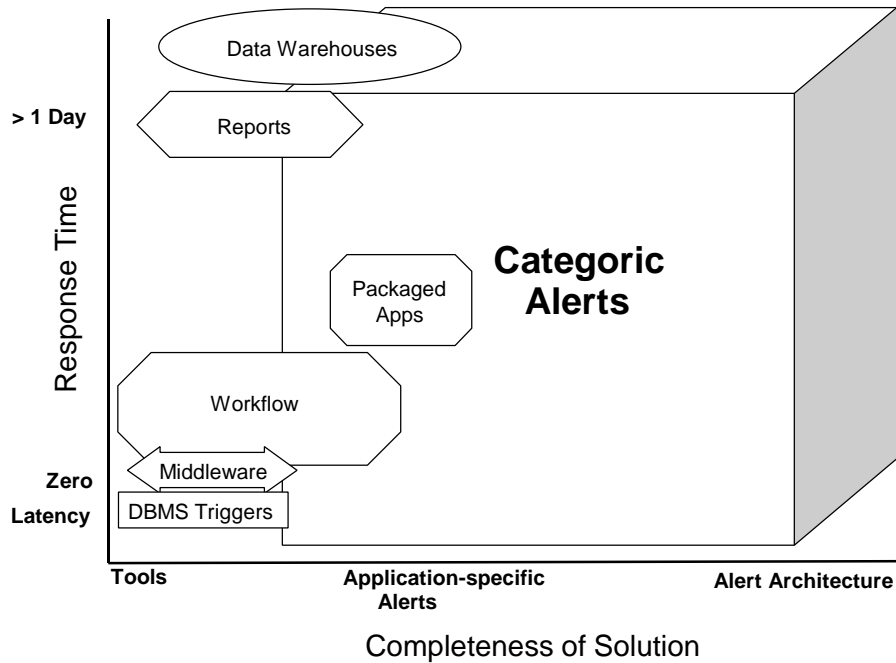 Data Warehouses
> 1 Day
Reports
Response Time
Categoric
Alerts
Packaged
Apps
Workflow
Zero
Latency
Middleware
DBMS Triggers
Tools
Application-specific
Alerts
Alert Architecture
Completeness of Solution